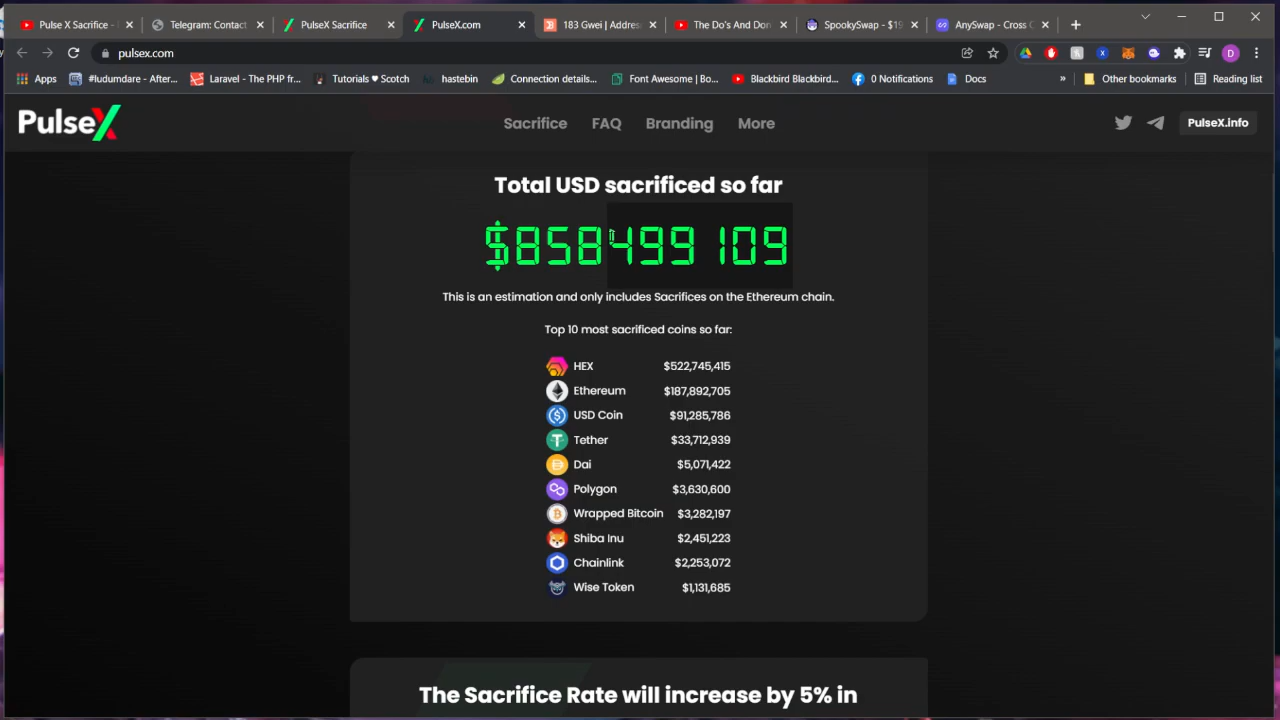 Pulse X Sacrifice -
Telegram: Contact
PulseX Sacrifice
PulseX.com
183 Gwei | Addres
The Do's And Don
SpookySwap - $19
AnySwap - Cross C
pulsex.com
D
Apps
#ludumdare - After...
Laravel - The PHP fr...
Tutorials ♥ Scotch
hastebin
Connection details...
Font Awesome | Bo...
Blackbird Blackbird...
0 Notifications
Docs
»
Other bookmarks
Reading list
PulseX
Sacrifice
FAQ
Branding
More
PulseX.info
Total USD sacrificed so far
$858499109
This is an estimation and only includes Sacrifices on the Ethereum chain.
Top 10 most sacrificed coins so far:
HEX $522,745,415
Ethereum $187,892,705
USD Coin $91,285,786
Tether $33,712,939
Dai $5,071,422
Polygon $3,630,600
Wrapped Bitcoin $3,282,197
Shiba Inu $2,451,223
Chainlink $2,253,072
Wise Token $1,131,685
The Sacrifice Rate will increase by 5% in